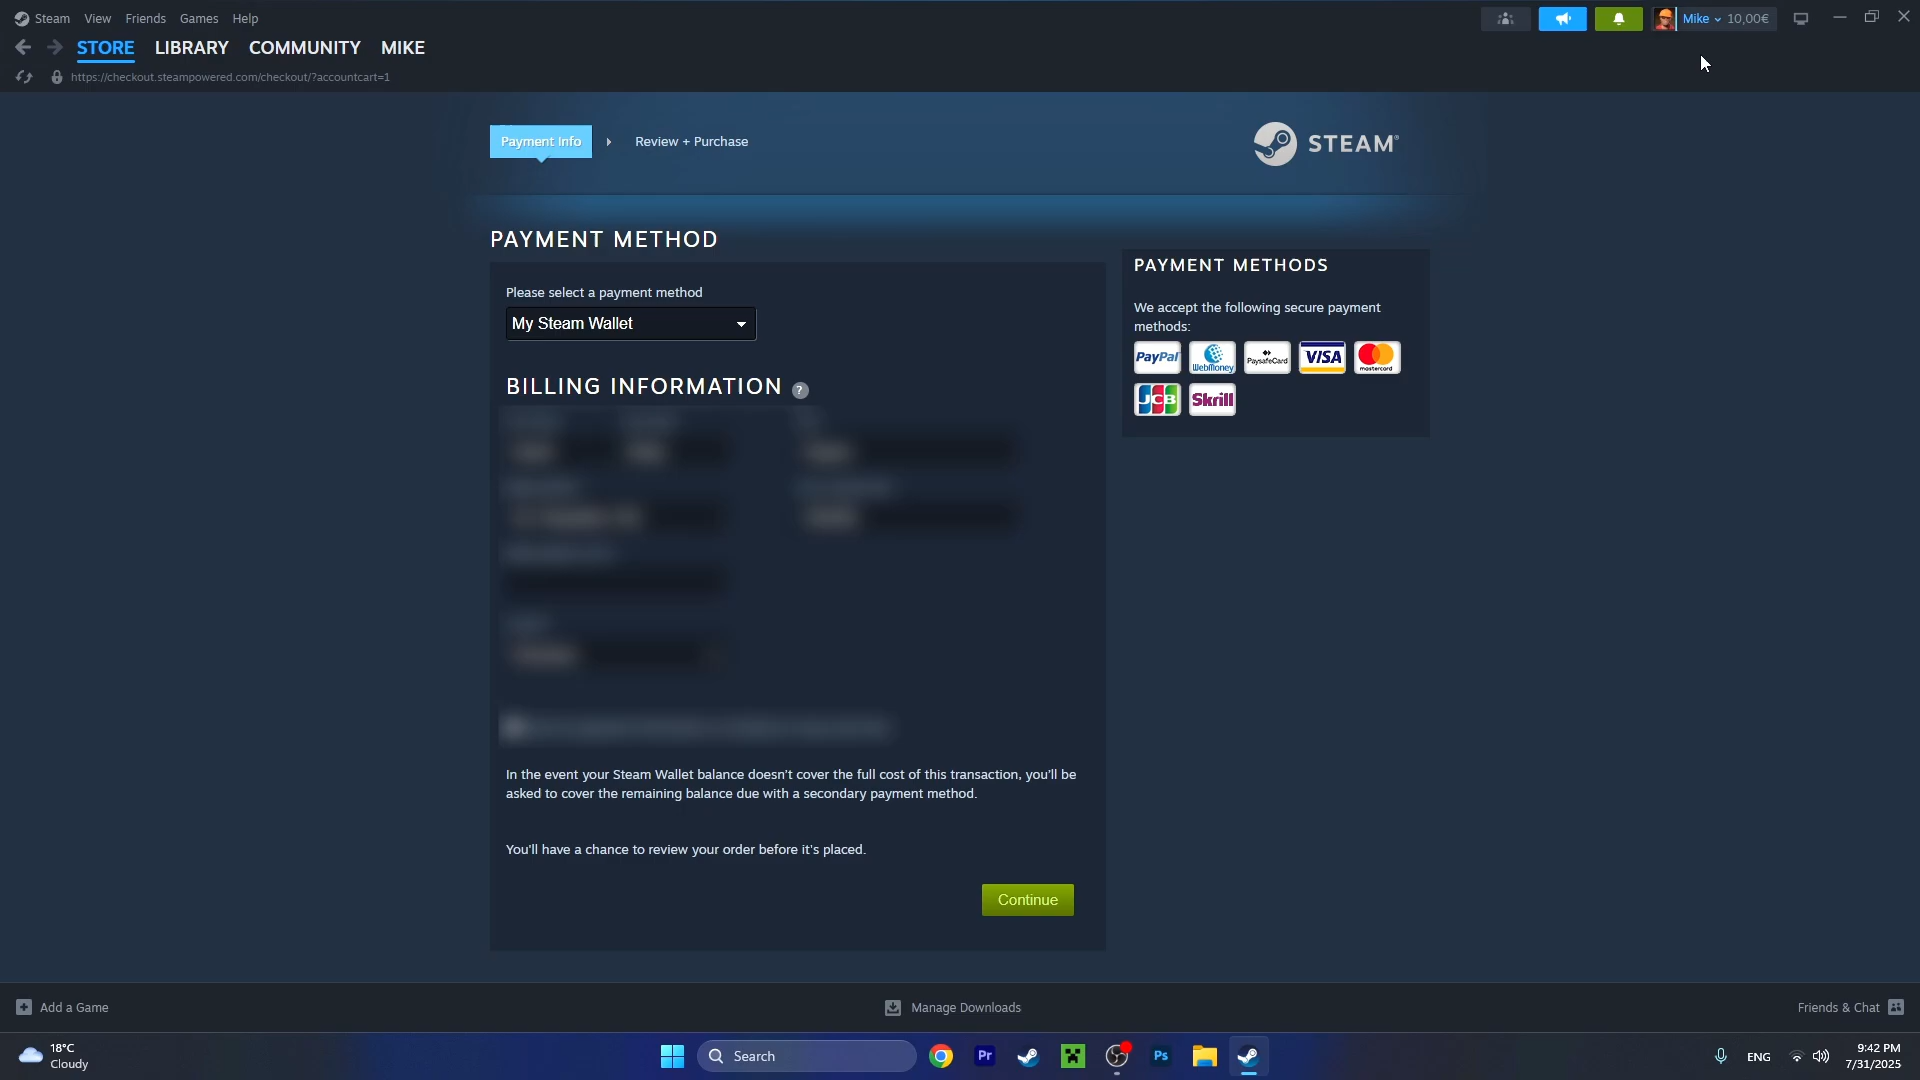 Steam View Friends Games Help
Mike 10,00€
STORE LIBRARY COMMUNITY MIKE
https://checkout.steampowered.com/checkout/?accountcart=1
Payment Info Review + Purchase
STEAM®
PAYMENT METHOD
Please select a payment method
My Steam Wallet
BILLING INFORMATION ?
PAYMENT METHODS
We accept the following secure payment
methods:
PayPal WebMoney PaysafeCard VISA mastercard
JCB Skrill
In the event your Steam Wallet balance doesn't cover the full cost of this transaction, you'll be
asked to cover the remaining balance due with a secondary payment method.
You'll have a chance to review your order before it's placed.
Continue
Add a Game Manage Downloads Friends & Chat
18°C
Cloudy
Search
Pr
Ps
ENG
9:42 PM
7/31/2025